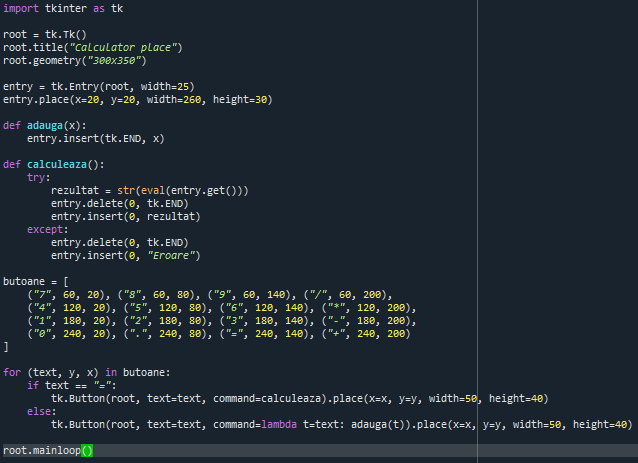 import tkinter as tk

root = tk.Tk()
root.title("Calculator place")
root.geometry("300x350")

entry = tk.Entry(root, width=25)
entry.place(x=20, y=20, width=260, height=30)

def adauga(x):
    entry.insert(tk.END, x)

def calculeaza():
    try:
        rezultat = str(eval(entry.get()))
        entry.delete(0, tk.END)
        entry.insert(0, rezultat)
    except:
        entry.delete(0, tk.END)
        entry.insert(0, "Eroare")

butoane = [
    ("7", 60, 20), ("8", 60, 80), ("9", 60, 140), ("/", 60, 200),
    ("4", 120, 20), ("5", 120, 80), ("6", 120, 140), ("*", 120, 200),
    ("1", 180, 20), ("2", 180, 80), ("3", 180, 140), ("-", 180, 200),
    ("0", 240, 20), (".", 240, 80), ("=", 240, 140), ("+", 240, 200)
]

for (text, y, x) in butoane:
    if text == "=":
        tk.Button(root, text=text, command=calculeaza).place(x=x, y=y, width=50, height=40)
    else:
        tk.Button(root, text=text, command=lambda t=text: adauga(t)).place(x=x, y=y, width=50, height=40)

root.mainloop()